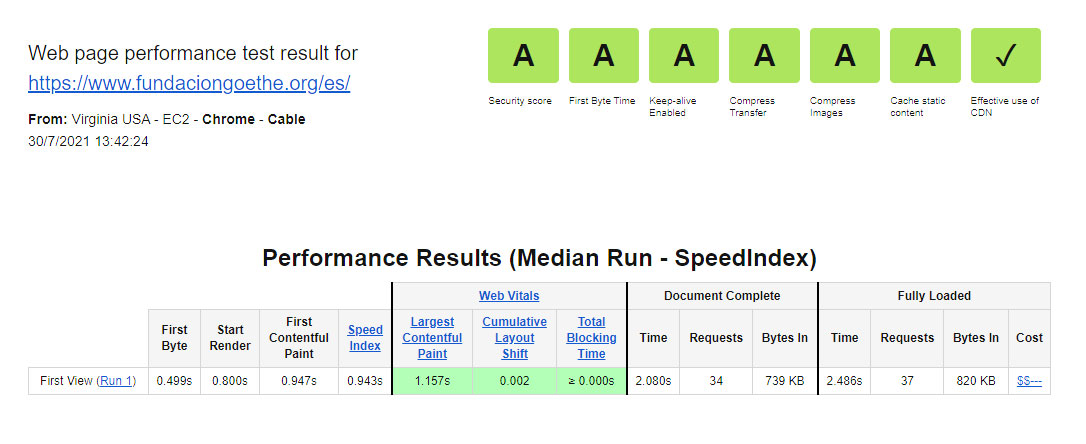 Web page performance test result for
https://www.fundaciongoethe.org/es/
From: Virginia USA - EC2 - Chrome - Cable
30/7/2021 13:42:24
A A A A A A ✓
Security score First Byte Time Keep-alive Enabled Compress Transfer Compress Images Cache static content Effective use of CDN
Performance Results (Median Run - SpeedIndex)
Web Vitals Document Complete Fully Loaded
First Byte Start Render First Contentful Paint Speed Index Largest Contentful Paint Cumulative Layout Shift Total Blocking Time Time Requests Bytes In Time Requests Bytes In Cost
First View (Run 1) 0.499s 0.800s 0.947s 0.943s 1.157s 0.002 ≥ 0.000s 2.080s 34 739 KB 2.486s 37 820 KB $$---